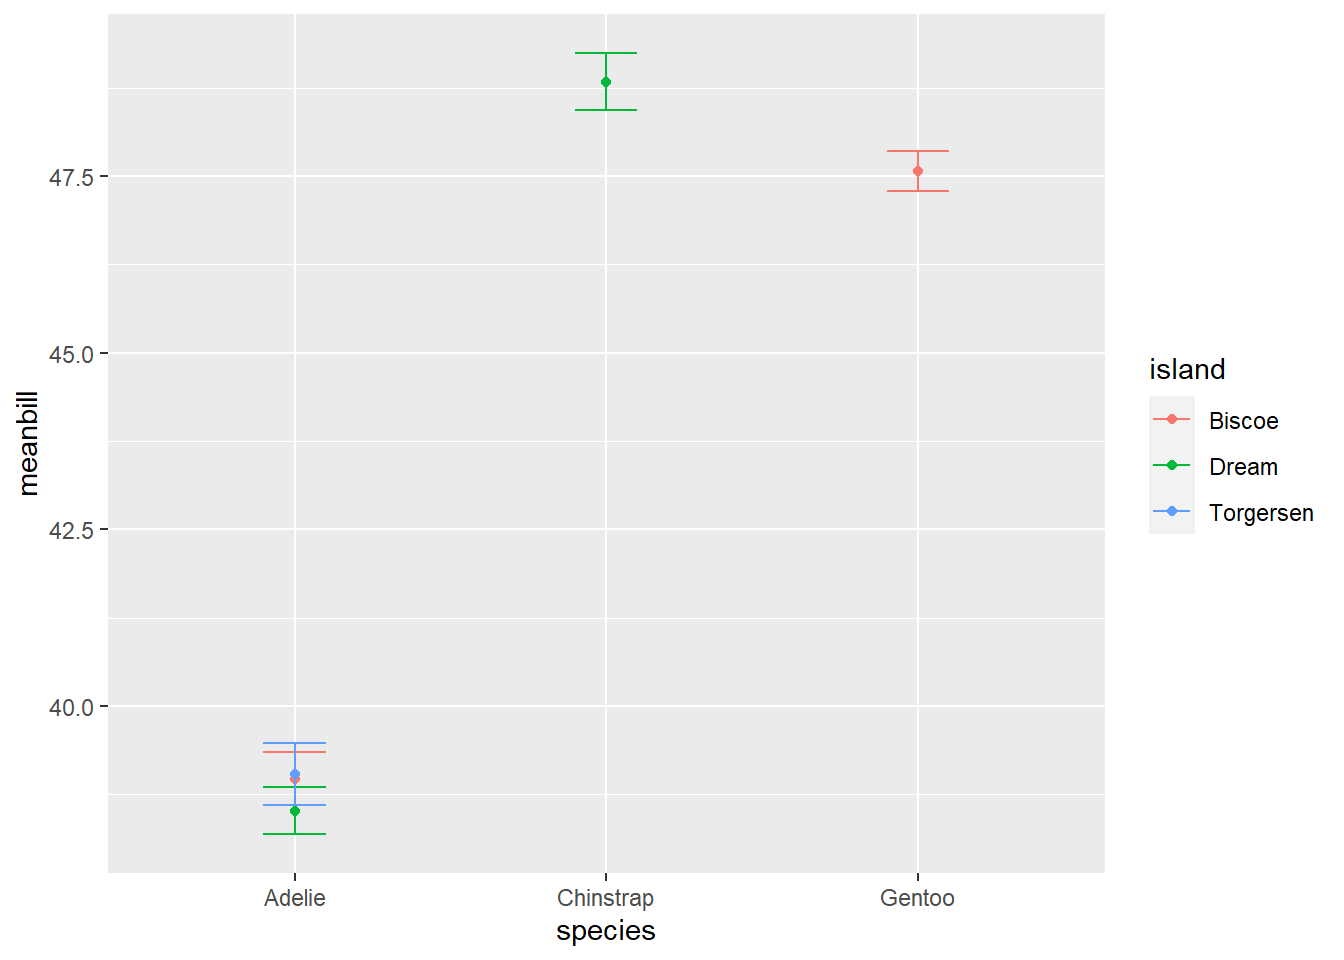 47.5
45.0
42.5
40.0
meanbill
Adelie Chinstrap Gentoo
species
island
Biscoe
Dream
Torgersen